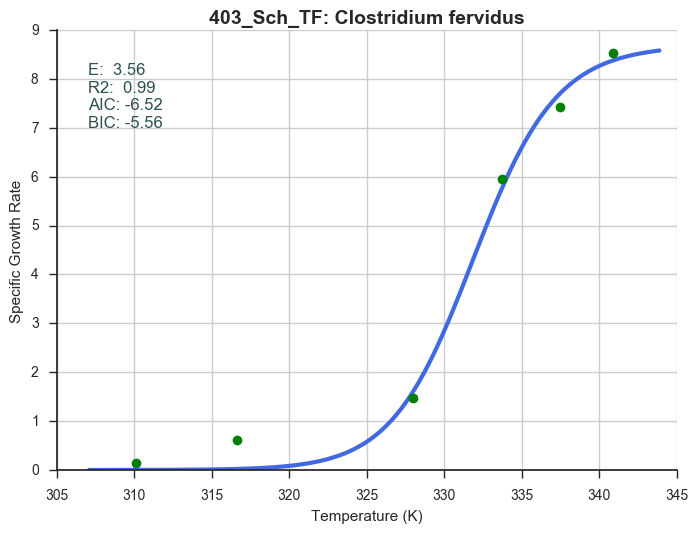 403_Sch_TF: Clostridium fervidus
E:  3.56
R2:  0.99
AIC: -6.52
BIC: -5.56
Specific Growth Rate
9
8
7
6
5
4
3
2
1
0
305 310 315 320 325 330 335 340 345
Temperature (K)